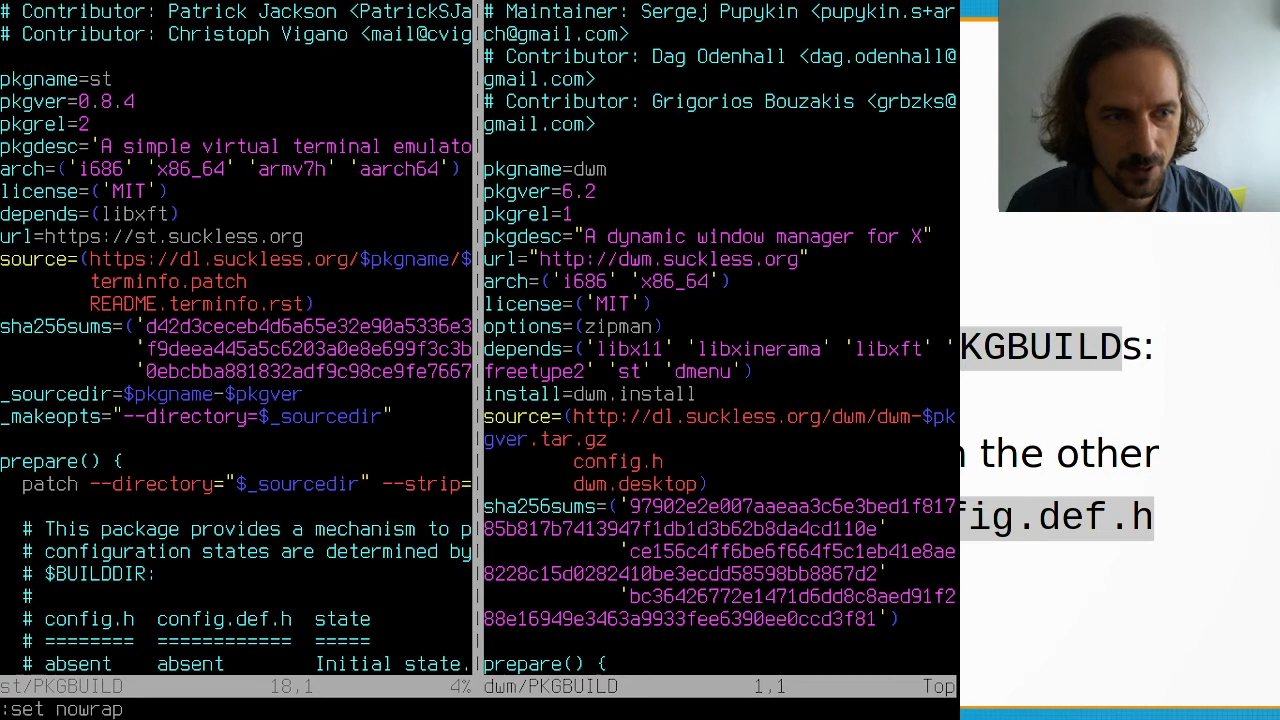 # Contributor: Patrick Jackson <PatrickSJa
# Contributor: Christoph Vigano <mail@cvig

pkgname=st
pkgver=0.8.4
pkgrel=2
pkgdesc='A simple virtual terminal emulato
arch=('i686' 'x86_64' 'armv7h' 'aarch64')
license=('MIT')
depends=(libxft)
url=https://st.suckless.org
source=(https://dl.suckless.org/$pkgname/$
terminfo.patch
README.terminfo.rst)
sha256sums=('d42d3ceceb4d6a65e32e90a5336e3
'f9deea445a5c6203a0e8e699f3c3b
'0ebcbba881832adf9c98ce9fe7667
_sourcedir=$pkgname-$pkgver
_makeopts="--directory=$_sourcedir"

prepare() {
patch --directory="$_sourcedir" --strip=

# This package provides a mechanism to p
# configuration states are determined by
# $BUILDDIR:
#
# config.h  config.def.h  state
# ========  ============  =====
# absent    absent        Initial state.
st/PKGBUILD 18,1 4%
:set nowrap
# Maintainer: Sergej Pupykin <pupykin.s+ar
ch@gmail.com>
# Contributor: Dag Odenhall <dag.odenhall@
gmail.com>
# Contributor: Grigorios Bouzakis <grbzks@
gmail.com>

pkgname=dwm
pkgver=6.2
pkgrel=1
pkgdesc="A dynamic window manager for X"
url="http://dwm.suckless.org"
arch=('i686' 'x86_64')
license=('MIT')
options=(zipman)
depends=('libx11' 'libxinerama' 'libxft' '
freetype2' 'st' 'dmenu')
install=dwm.install
source=(http://dl.suckless.org/dwm/dwm-$pk
gver.tar.gz
config.h
dwm.desktop)
sha256sums=('97902e2e007aaeaa3c6e3bed1f817
85b817b7413947f1db1d3b62b8da4cd110e'
'ce156c4ff6be6f664f5c1eb41e8ae
8228c15d0282410be3ecdd58598bb8867d2'
'bc36426772e1471d6dd8c8aed91f2
88e16949e3463a9933fee6390ee0ccd3f81')

prepare() {
dwm/PKGBUILD 1,1 Top
KGBUILDs:
n the other
fig.def.h